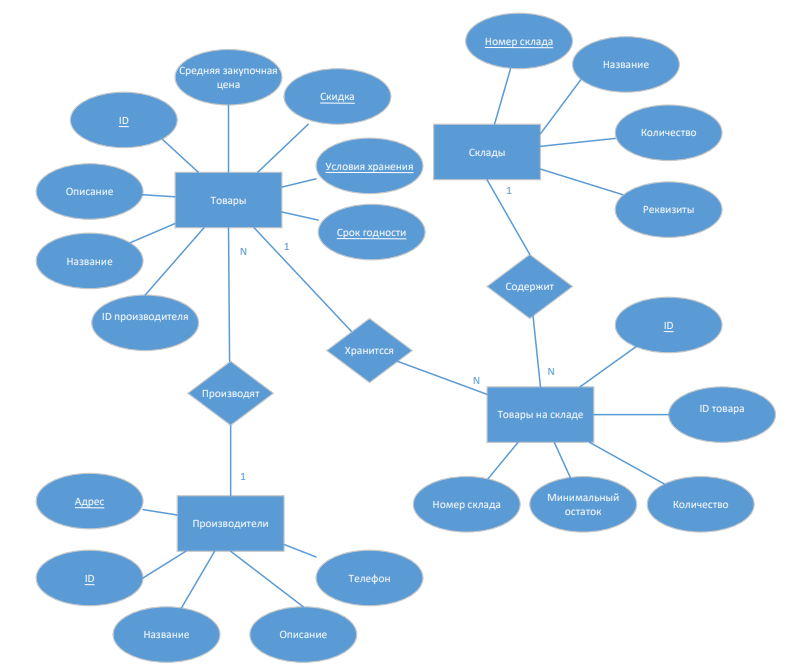 Номер склада
Название
Средняя закупочная
цена
Скидка
ID
Количество
Склады
Условия хранения
Описание
Товары
1
Реквизиты
Срок годности
N
1
Название
Содержит
ID производителя
ID
Хранитсся
N
N
Производят
ID товара
Товары на складе
1
Адрес
Номер склада
Минимальный
остаток
Количество
Производители
ID
Телефон
Название
Описание